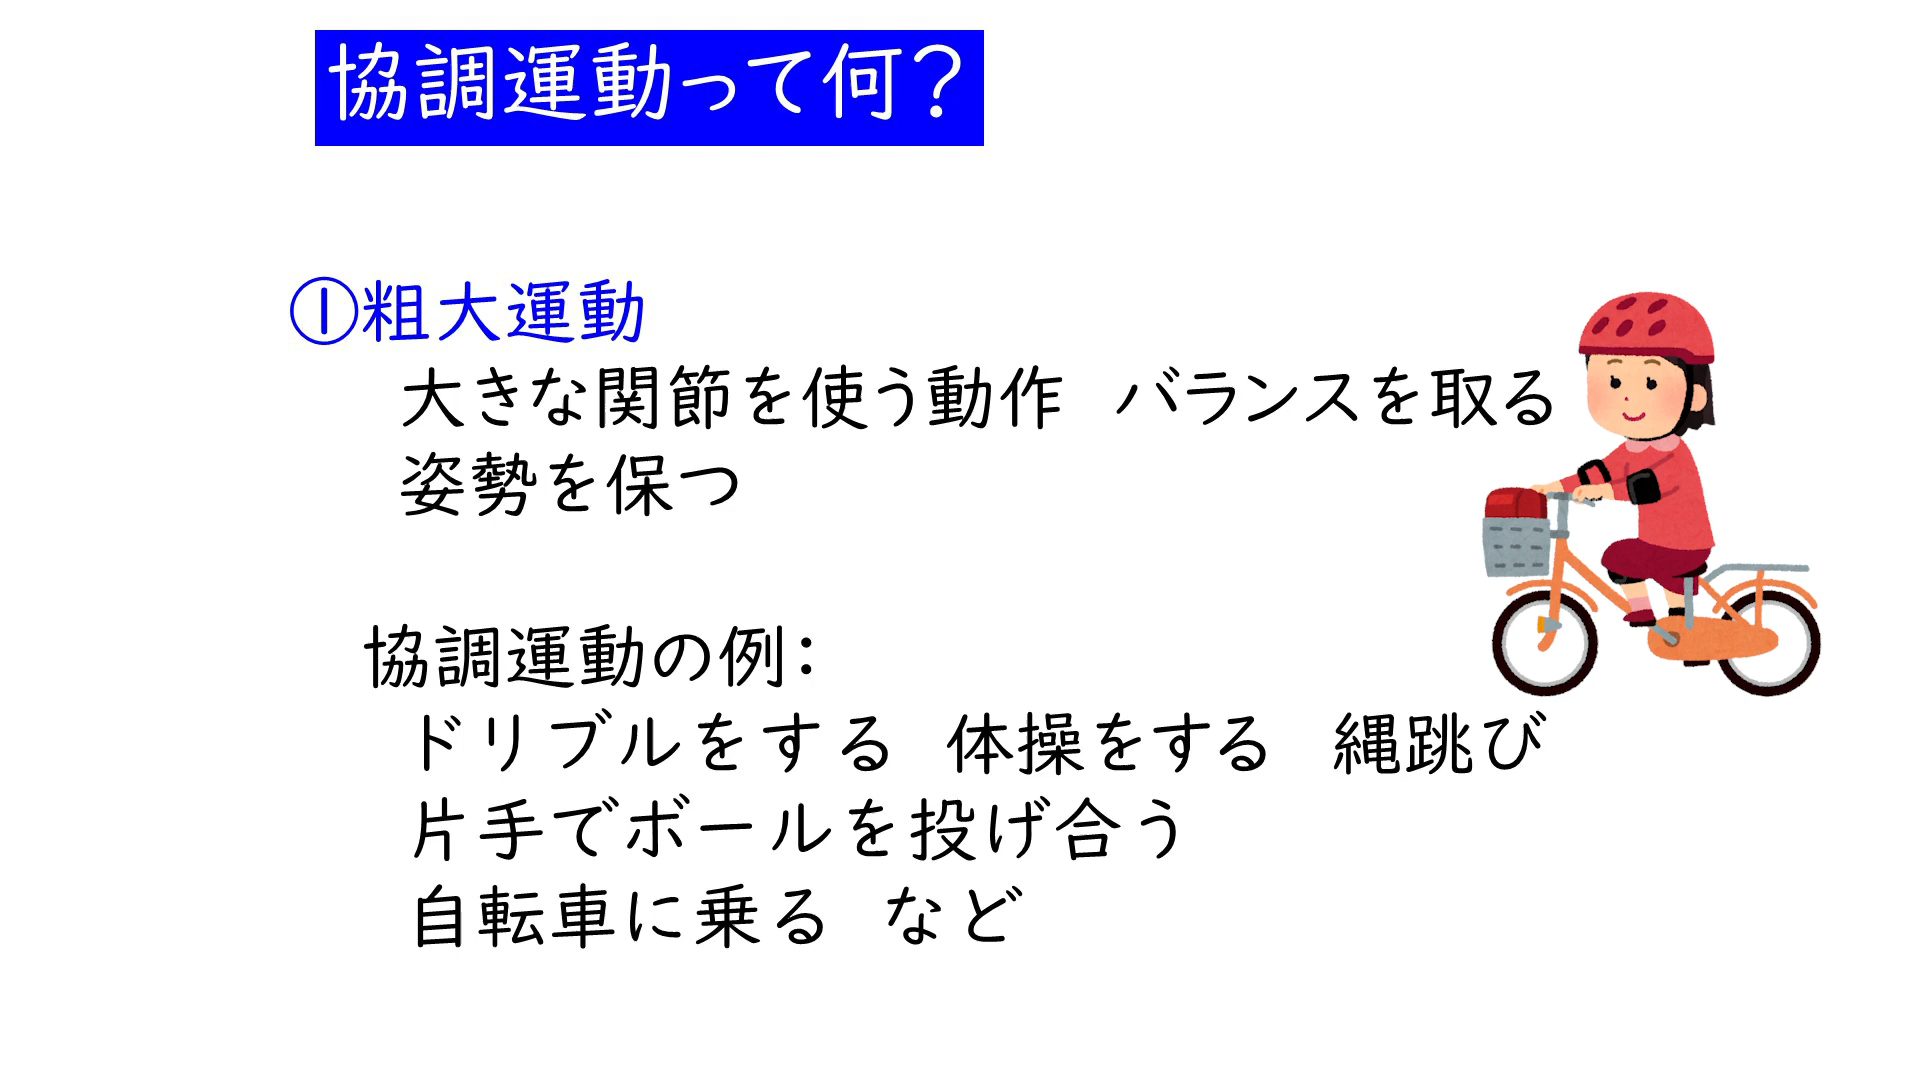 協調運動って何？
①粗大運動
大きな関節を使う動作　バランスを取る
姿勢を保つ
協調運動の例：
ドリブルをする　体操をする　縄跳び
片手でボールを投げ合う
自転車に乗る　など